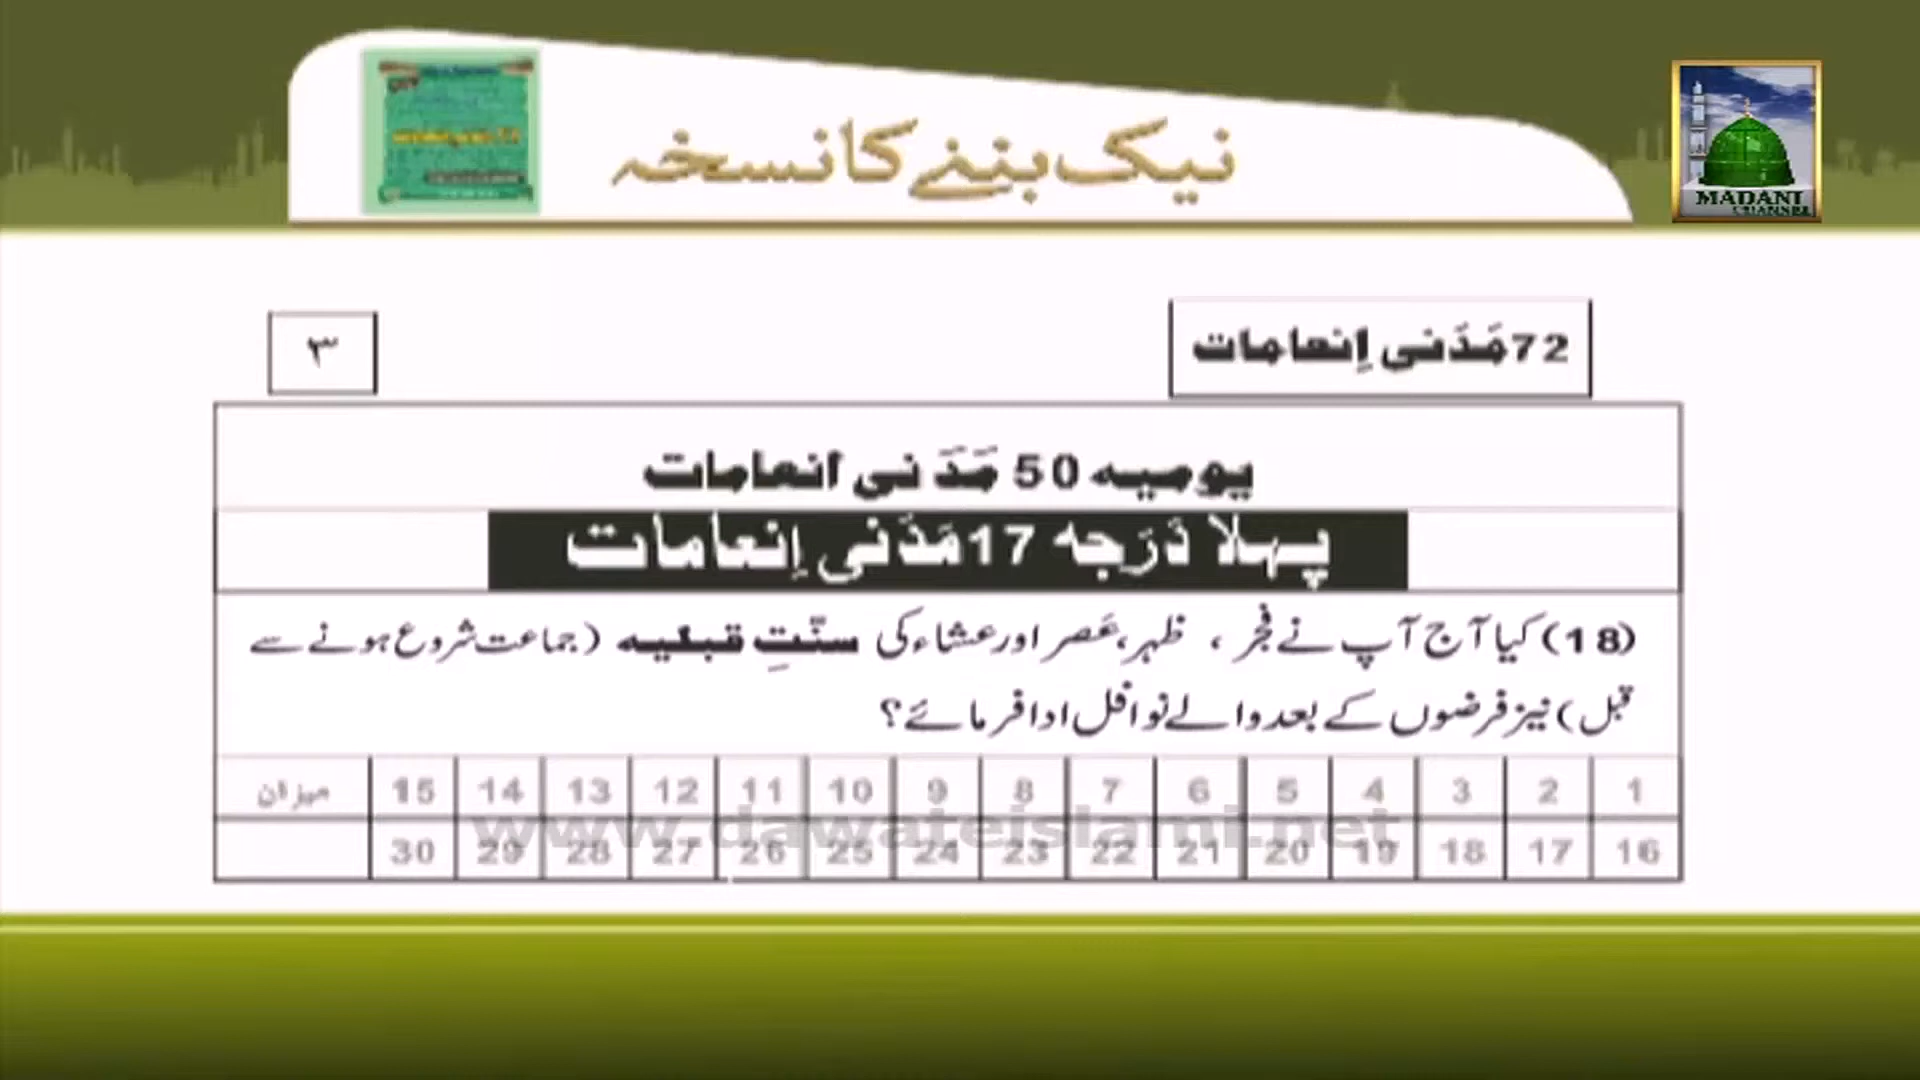 نیک بننے کا نسخہ
MADANI
CHANNEL
72 مَدَنی اِنعامات
۳
یومیہ 50 مَدَنی انعامات
پہلا دَرَجہ 17 مَدَنی اِنعامات
(18) کیا آج آپ نے فجر ، ظہر، عَصر اور عشاء کی سنّتِ قبلیہ (جماعت شروع ہونے سے
قبل) نیز فرضوں کے بعد والے نوافل ادا فرمائے؟
1 2 3 4 5 6 7 8 9 10 11 12 13 14 15 میزان
16 17 18 19 20 21 22 23 24 25 26 27 28 29 30
www.dawateislami.net